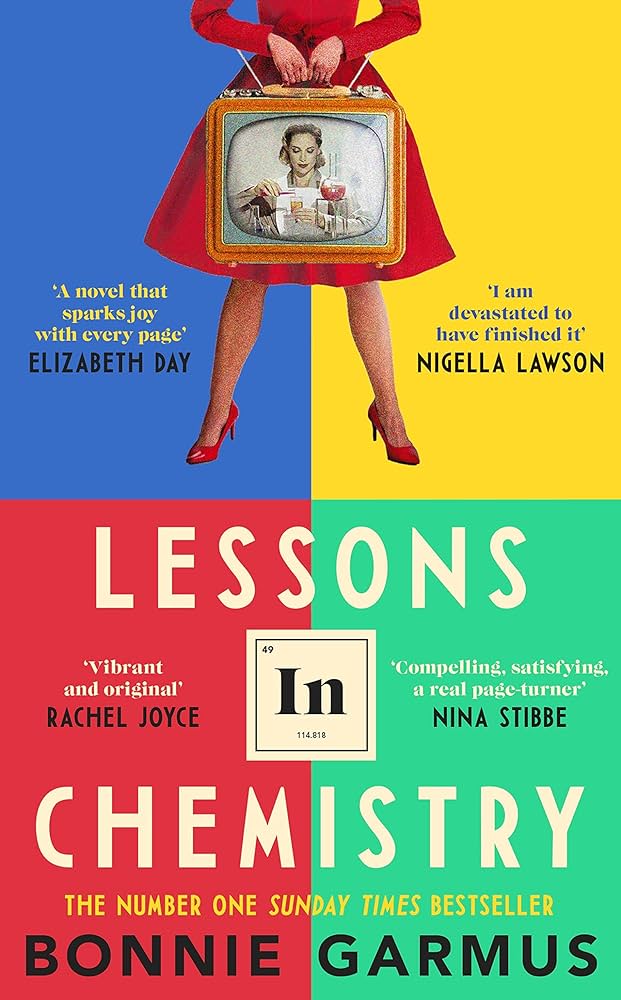 'A novel that
sparks joy
with every page'
ELIZABETH DAY
'I am
devastated to
have finished it'
NIGELLA LAWSON
LESSONS
49
In
114.818
'Vibrant
and original'
RACHEL JOYCE
'Compelling, satisfying,
a real page-turner'
NINA STIBBE
CHEMISTRY
THE NUMBER ONE SUNDAY TIMES BESTSELLER
BONNIE GARMUS